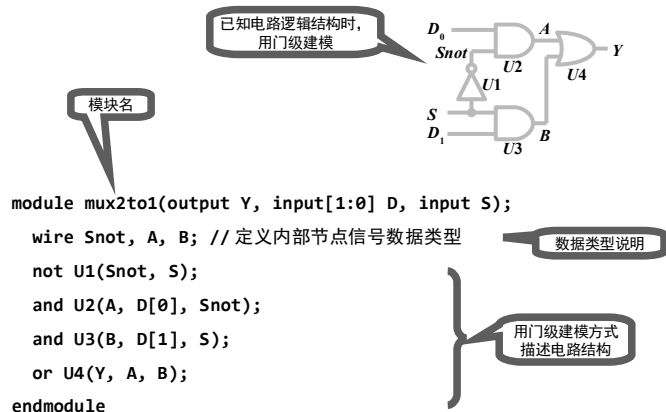 已知电路逻辑结构时，
用门级建模
D0
Snot
U1
U2
A
U4
Y
S
D1
U3
B
模块名
module mux2to1(output Y, input[1:0] D, input S);
wire Snot, A, B; // 定义内部节点信号数据类型
数据类型说明
not U1(Snot, S);
and U2(A, D[0], Snot);
and U3(B, D[1], S);
or U4(Y, A, B);
用门级建模方式
描述电路结构
endmodule